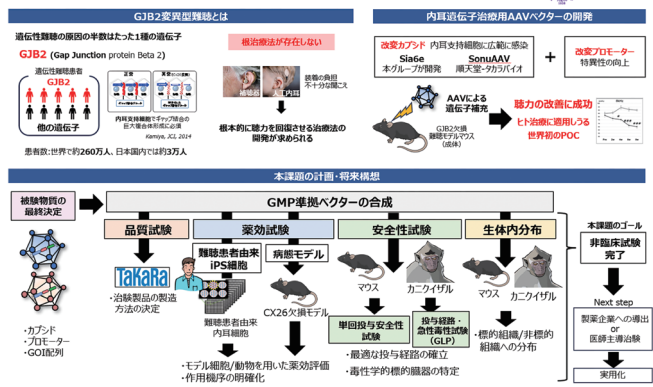 GJB2変異型難聴とは
遺伝性難聴の原因の半数はたった1種の遺伝子
GJB2 (Gap Junction protein Beta 2)
遺伝性難聴患者
GJB2
他の遺伝子
正常
内耳支持細胞でギャップ結合の
巨大複合体形成に必須
Kamiya, JCI, 2014
患者数:世界で約260万人、日本国内では約3万人
根治療法が存在しない
補聴器
人工内耳
装着の負担
不十分な聞こえ
根本的に聴力を回復させる治療法の
開発が求められる
内耳遺伝子治療用AAVベクターの開発
改変カプシド 内耳支持細胞に広範に感染
Sia6e
本グループが開発
SonuAAV
順天堂-タカラバイオ
+
改変プロモーター
特異性の向上
AAVによる
遺伝子補充
GJB2欠損
難聴モデルマウス
(成体)
聴力の改善に成功
ヒト治療に適用しうる
世界初のPOC
本課題の計画・将来構想
被験物質の
最終決定
・カプシド
・プロモーター
・GOI配列
GMP準拠ベクターの合成
品質試験
TaKaRa
・治験製品の製造
方法の決定
薬効試験
難聴患者由来
iPS細胞
難聴患者由来
内耳細胞
病態モデル
CX26欠損モデル
・モデル細胞/動物を用いた薬効評価
・作用機序の明確化
安全性試験
マウス
カニクイザル
単回投与安全性
試験
投与経路・
急性毒性試験
(GLP)
・最適な投与経路の確立
・毒性学的標的臓器の特定
生体内分布
マウス
カニクイザル
・標的組織/非標的
組織への分布
本課題のゴール
非臨床試験
完了
Next step
製薬企業への導出
or
医師主導治験
実用化